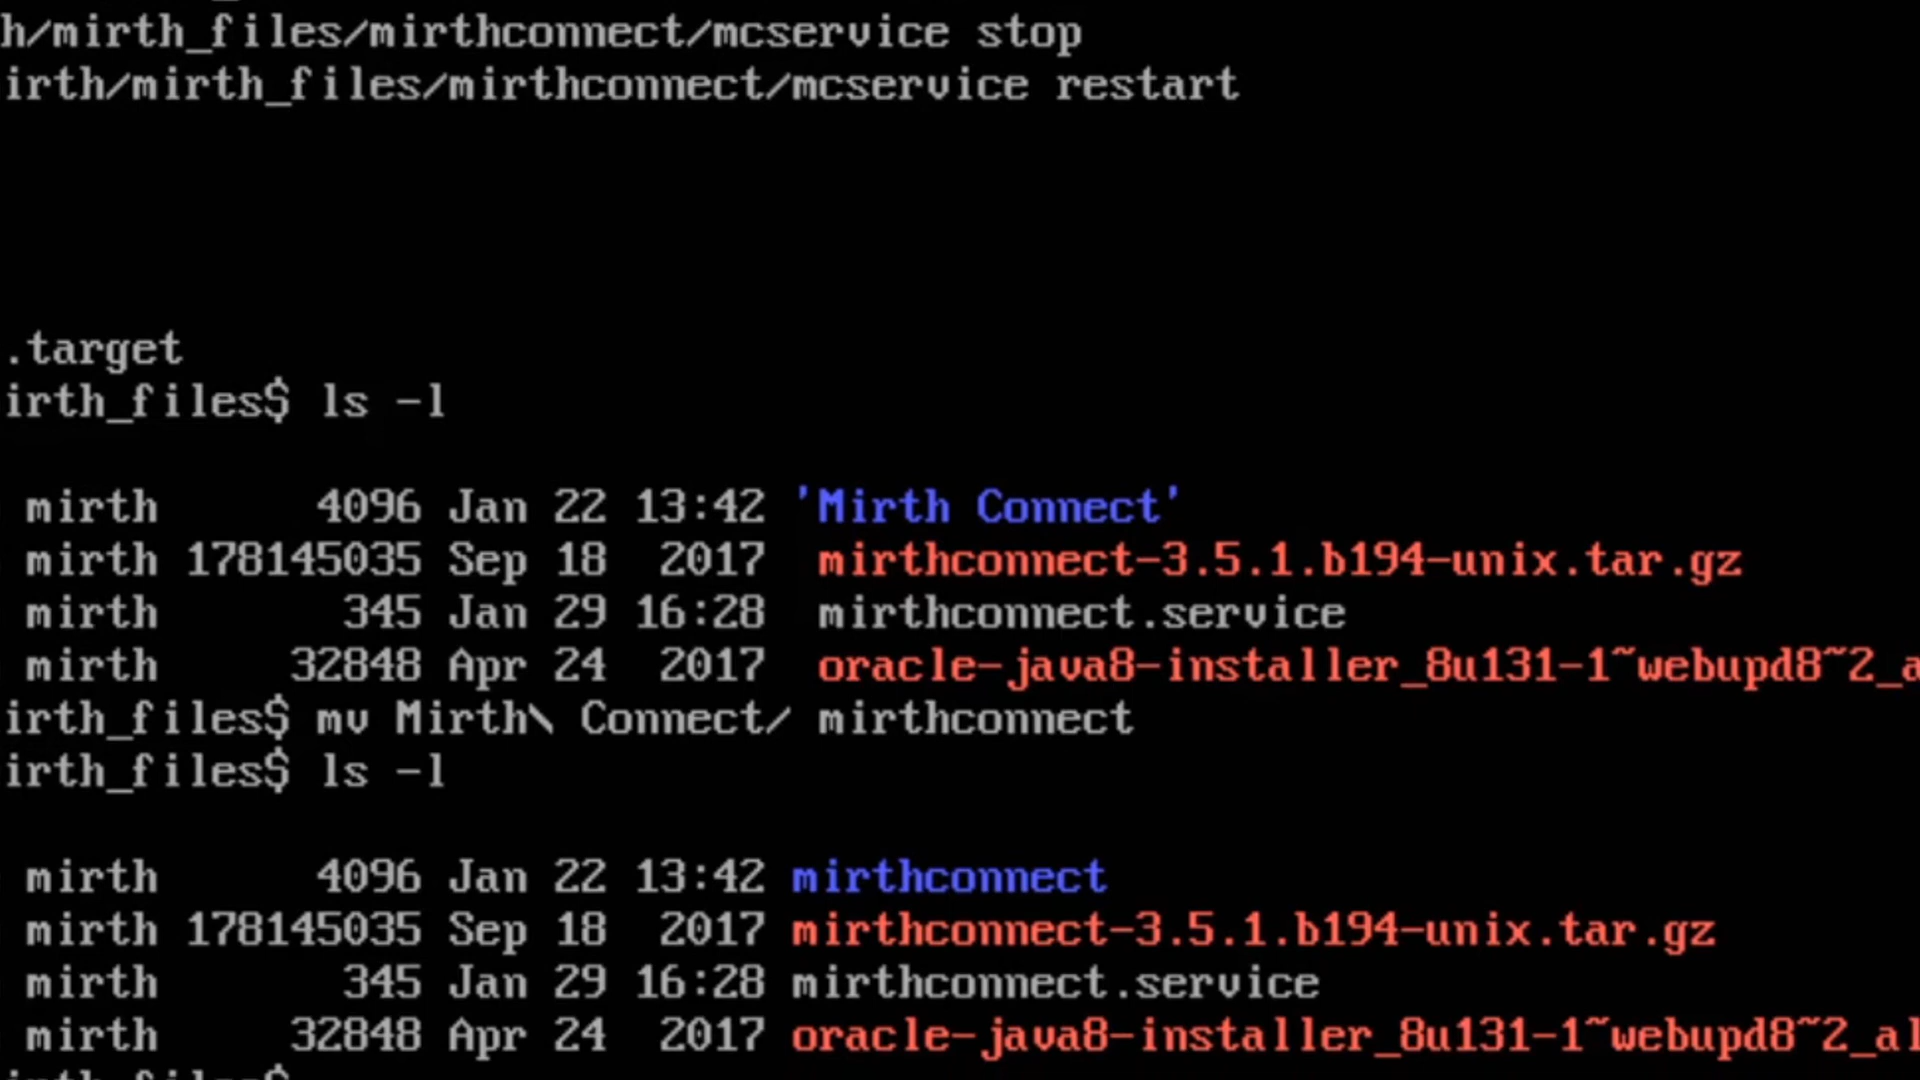 h/mirth_files/mirthconnect/mcservice stop
irth/mirth_files/mirthconnect/mcservice restart
.target
irth_files$ ls -l
mirth 4096 Jan 22 13:42 'Mirth Connect'
mirth 178145035 Sep 18 2017 mirthconnect-3.5.1.b194-unix.tar.gz
mirth 345 Jan 29 16:28 mirthconnect.service
mirth 32848 Apr 24 2017 oracle-java8-installer_8u131-1~webupd8~2_a
irth_files$ mv Mirth\ Connect/ mirthconnect
irth_files$ ls -l
mirth 4096 Jan 22 13:42 mirthconnect
mirth 178145035 Sep 18 2017 mirthconnect-3.5.1.b194-unix.tar.gz
mirth 345 Jan 29 16:28 mirthconnect.service
mirth 32848 Apr 24 2017 oracle-java8-installer_8u131-1~webupd8~2_al
irth_files$